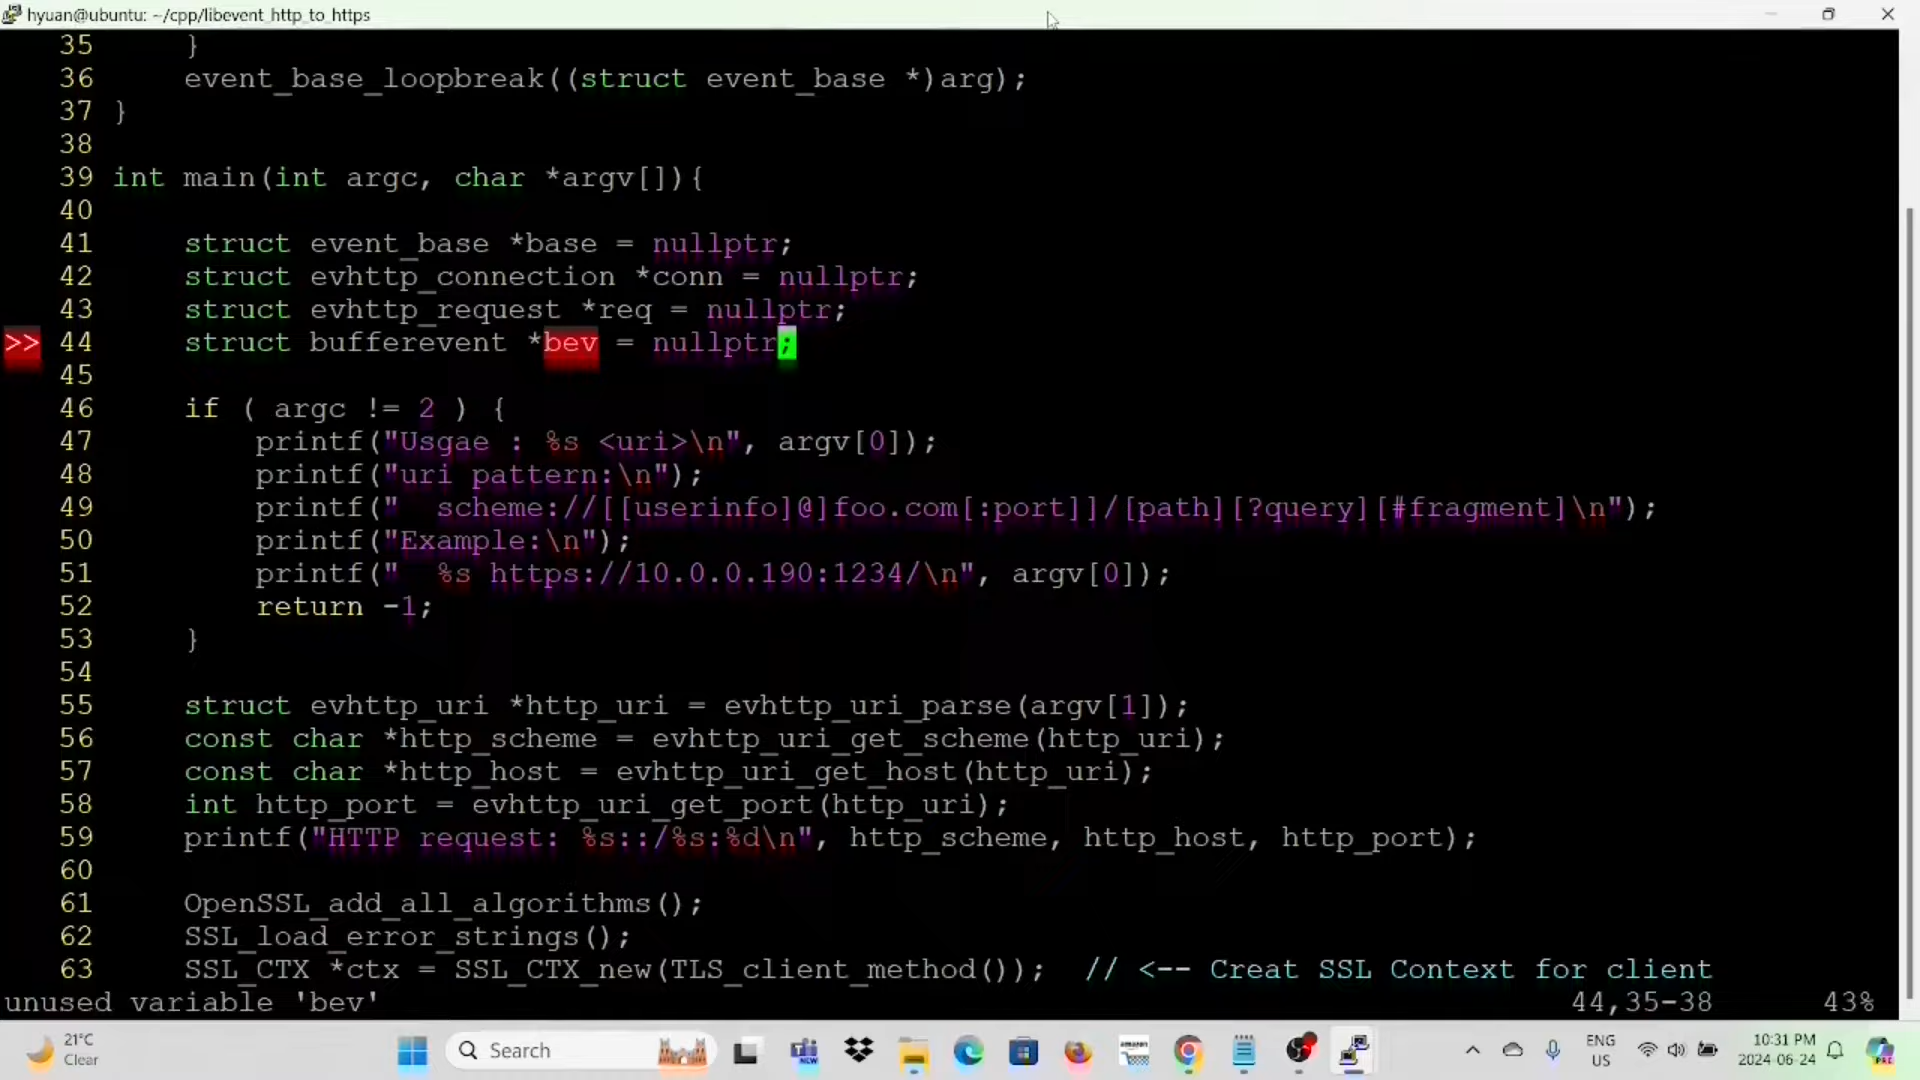 hyuan@ubuntu: ~/cpp/libevent_http_to_https
35     }
36     event_base_loopbreak((struct event_base *)arg);
37 }
38
39 int main(int argc, char *argv[]){
40
41     struct event_base *base = nullptr;
42     struct evhttp_connection *conn = nullptr;
43     struct evhttp_request *req = nullptr;
>> 44     struct bufferevent *bev = nullptr;
45
46     if ( argc != 2 ) {
47         printf("Usgae : %s <uri>\n", argv[0]);
48         printf("uri pattern:\n");
49         printf("  scheme://[[userinfo]@]foo.com[:port]]/[path][?query][#fragment]\n");
50         printf("Example:\n");
51         printf("  %s https://10.0.0.190:1234/\n", argv[0]);
52         return -1;
53     }
54
55     struct evhttp_uri *http_uri = evhttp_uri_parse(argv[1]);
56     const char *http_scheme = evhttp_uri_get_scheme(http_uri);
57     const char *http_host = evhttp_uri_get_host(http_uri);
58     int http_port = evhttp_uri_get_port(http_uri);
59     printf("HTTP request: %s::/%s:%d\n", http_scheme, http_host, http_port);
60
61     OpenSSL_add_all_algorithms();
62     SSL_load_error_strings();
63     SSL_CTX *ctx = SSL_CTX_new(TLS_client_method());  // <-- Creat SSL Context for client
unused variable 'bev' 44,35-38 43%
21°C
Clear
Search
NEW
amazon
ENG
US
10:31 PM
2024-06-24
PRE